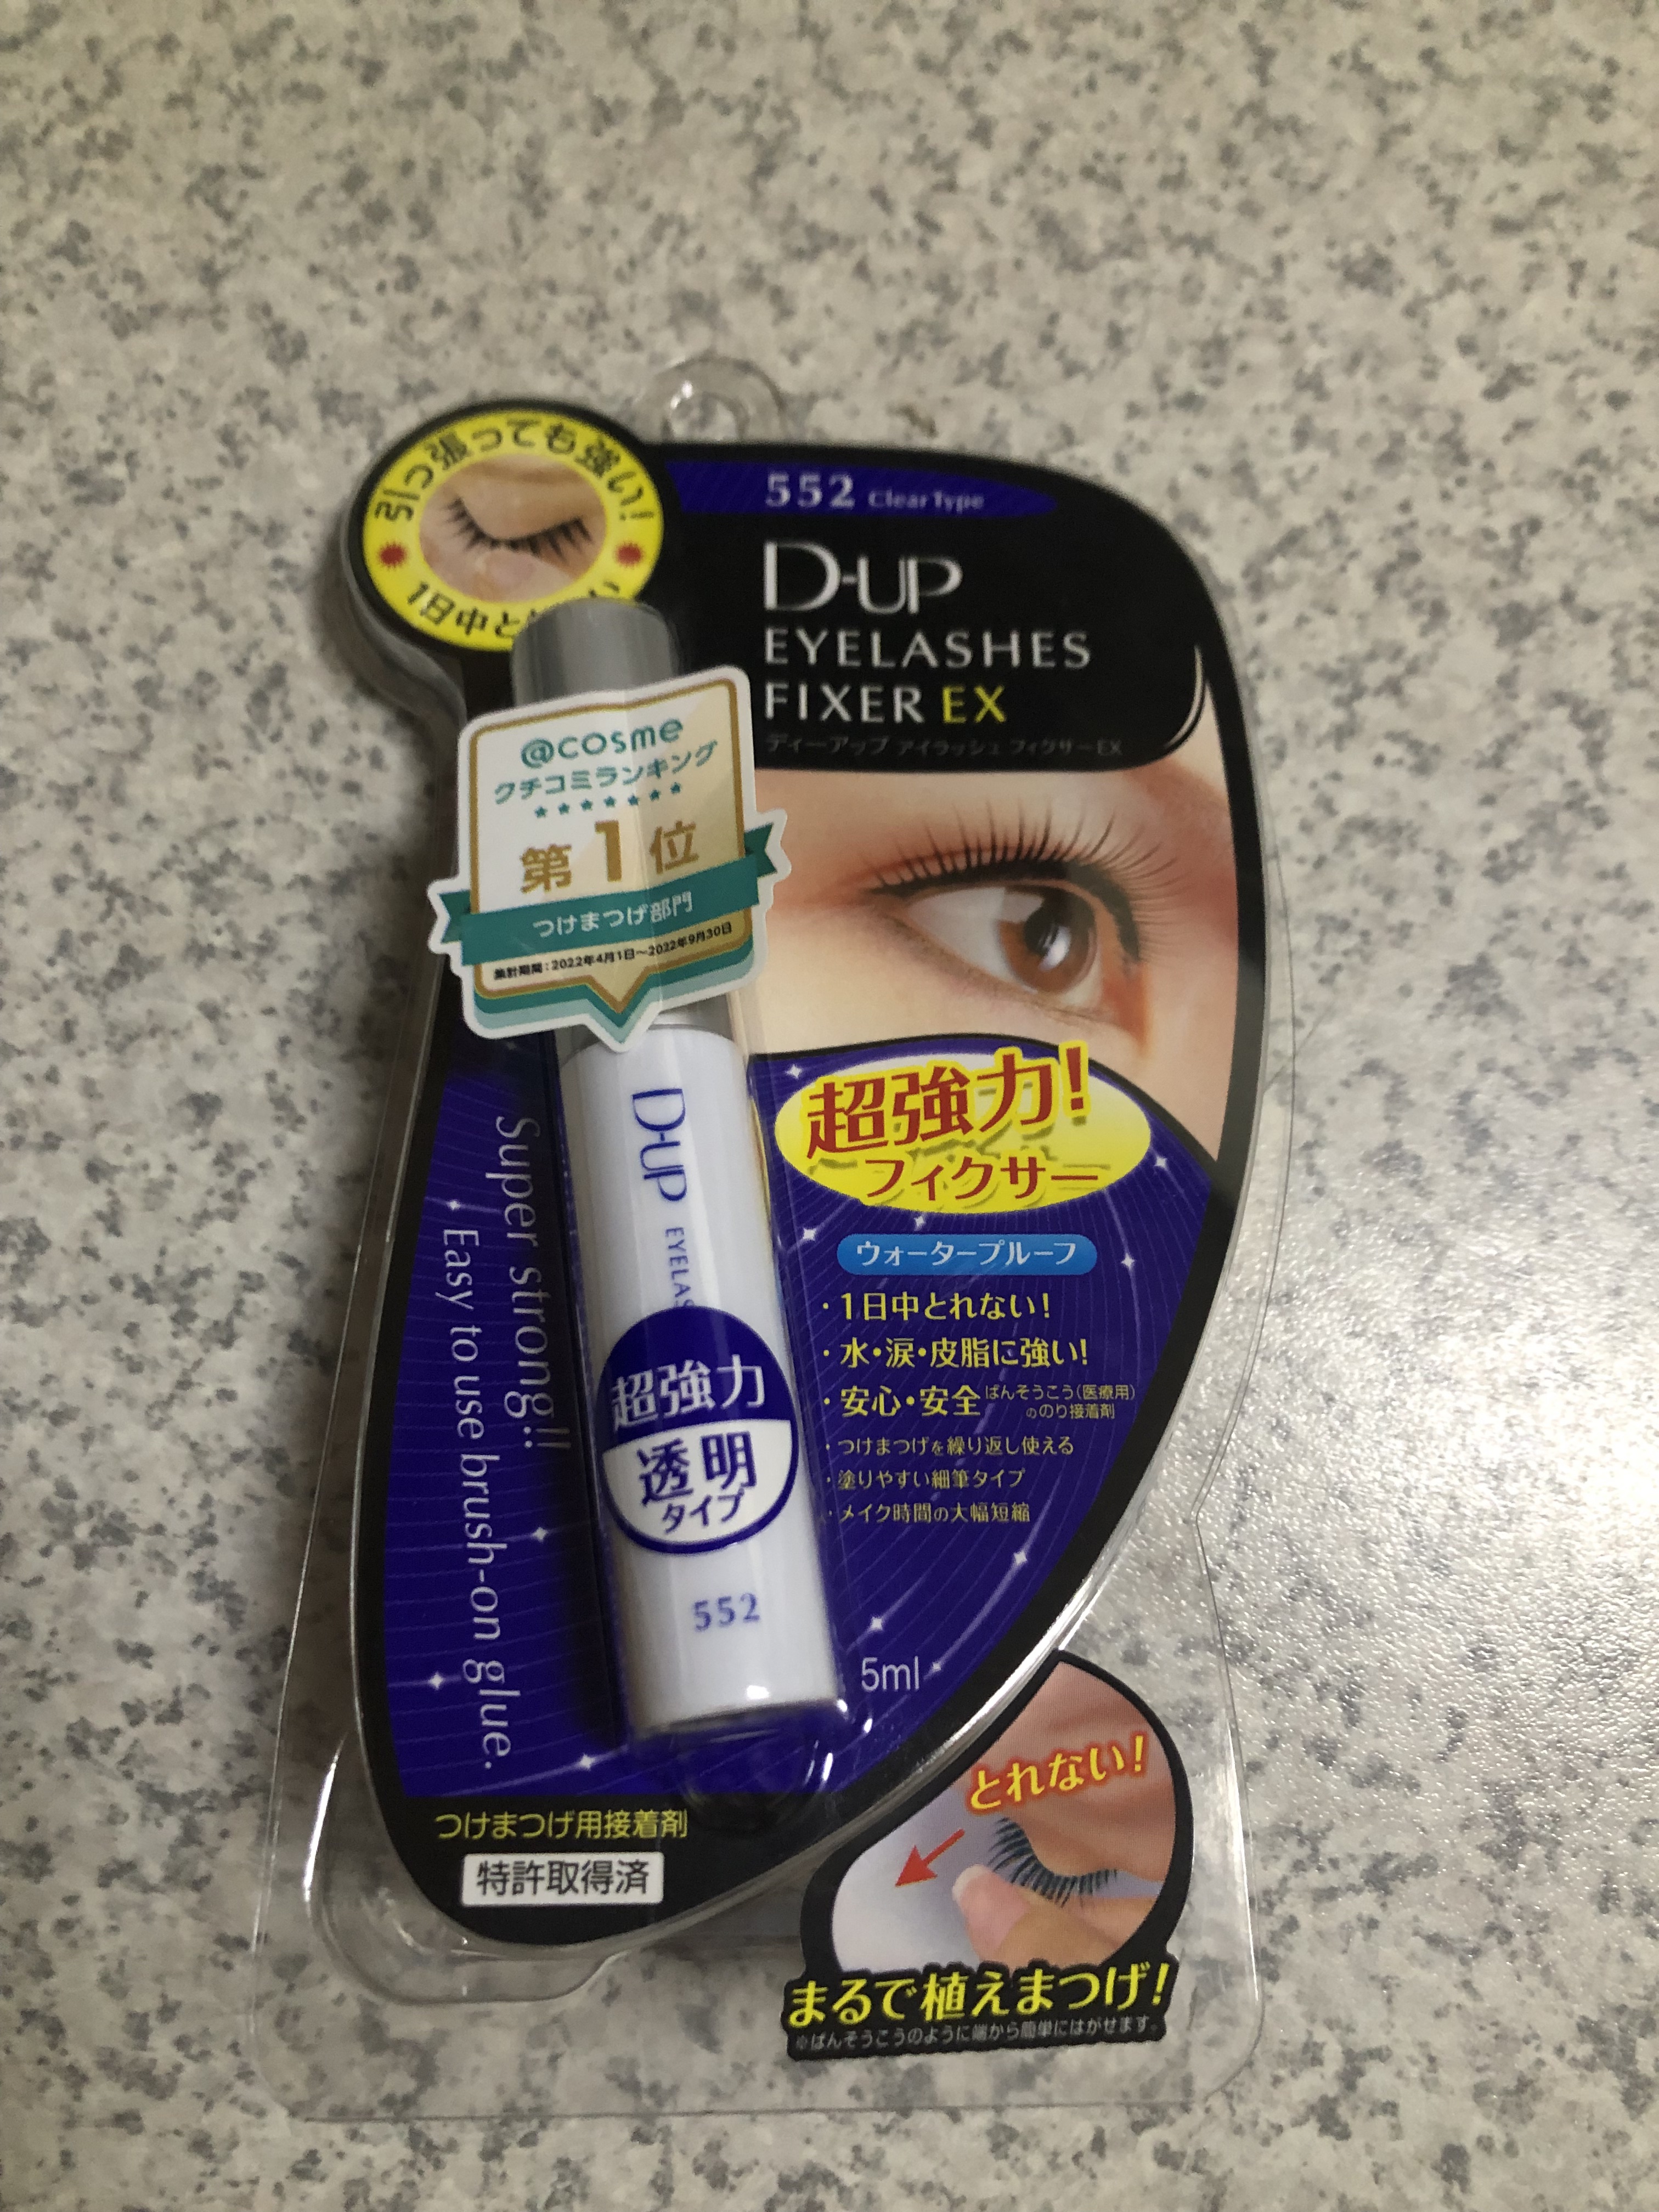 引っ張っても強い!
1日中と
552 Clear Type
D-UP
EYELASHES
FIXER EX
ディーアップ アイラッシュ フィクサーEX
@cosme
クチコミランキング
第1位
つけまつげ部門
集計期間:2022年4月1日~2022年9月30日
超強力!
フィクサー
ウォータープルーフ
・1日中とれない!
・水・涙・皮脂に強い!
・安心・安全 ばんそうこう(医療用)
ののり接着剤
・つけまつげを繰り返し使える
・塗りやすい細筆タイプ
・メイク時間の大幅短縮
5ml
Super strong!!
Easy to use brush-on glue.
D-UP EYELAS
超強力
透明
タイプ
552
つけまつげ用接着剤
特許取得済
とれない!
まるで植えまつげ!
※ばんそうこうのように端から簡単にはがせます。